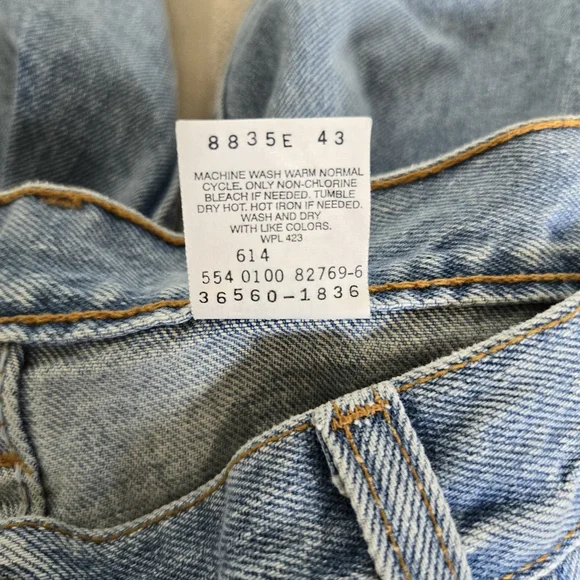 8835E 43
MACHINE WASH WARM NORMAL
CYCLE. ONLY NON-CHLORINE
BLEACH IF NEEDED. TUMBLE
DRY HOT. HOT IRON IF NEEDED.
WASH AND DRY
WITH LIKE COLORS.
WPL 423
614
554 0100 82769-6
36560-1836